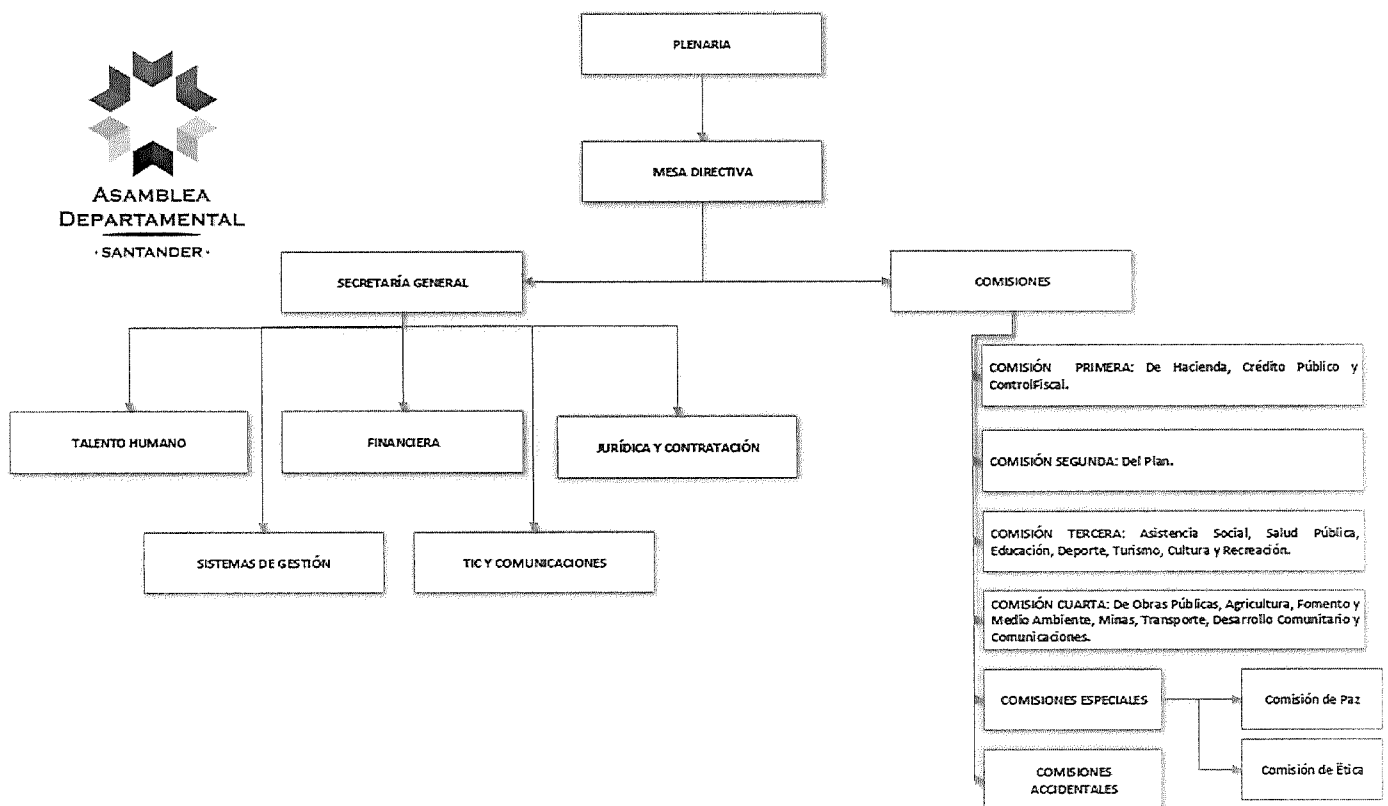 PLENARIA
ASAMBLEA
DEPARTAMENTAL
· SANTANDER ·
MESA DIRECTIVA
SECRETARÍA GENERAL
COMISIONES
TALENTO HUMANO
FINANCIERA
JURÍDICA Y CONTRATACIÓN
SISTEMAS DE GESTIÓN
TIC Y COMUNICACIONES
COMISIÓN PRIMERA: De Hacienda, Crédito Público y
ControlFiscal.
COMISIÓN SEGUNDA: Del Plan.
COMISIÓN TERCERA: Asistencia Social, Salud Pública,
Educación, Deporte, Turismo, Cultura y Recreación.
COMISIÓN CUARTA: De Obras Públicas, Agricultura, Fomento y
Medio Ambiente, Minas, Transporte, Desarrollo Comunitario y
Comunicaciones.
COMISIONES ESPECIALES
Comisión de Paz
Comisión de Ëtica
COMISIONES
ACCIDENTALES